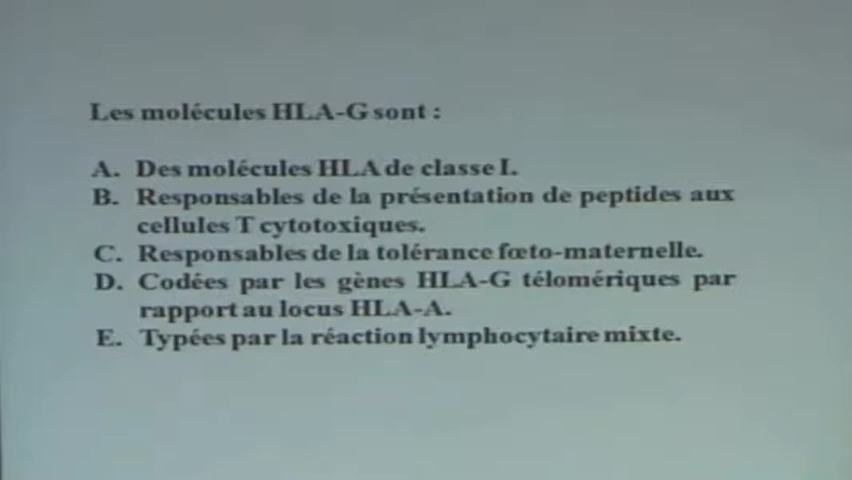 Les molécules HLA-G sont :
A. Des molécules HLA de classe I.
B. Responsables de la présentation de peptides aux
cellules T cytotoxiques.
C. Responsables de la tolérance fœto-maternelle.
D. Codées par les gènes HLA-G télomériques par
rapport au locus HLA-A.
E. Typées par la réaction lymphocytaire mixte.